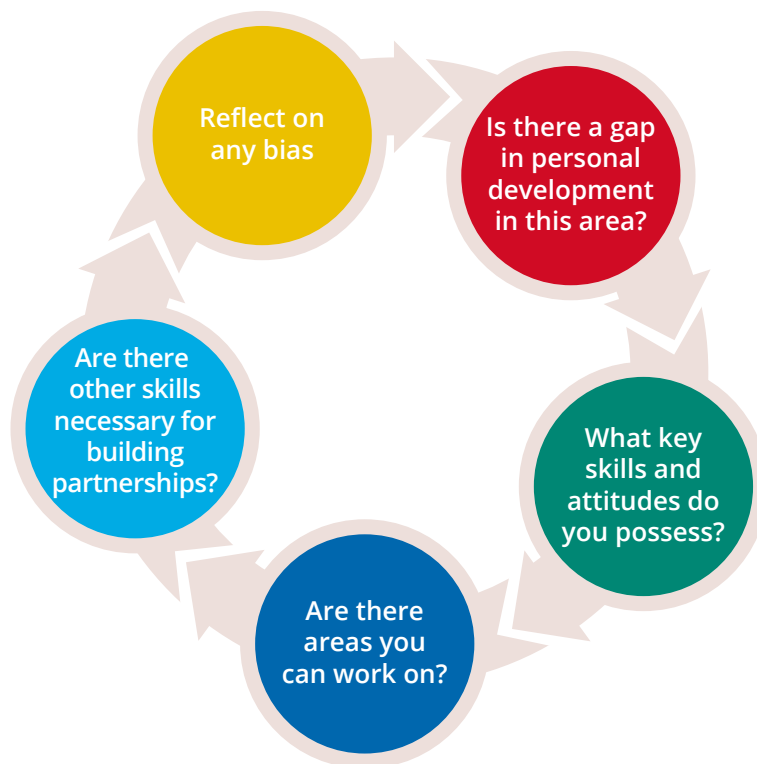 Reflect on
any bias
Is there a gap
in personal
development
in this area?
What key
skills and
attitudes do
you possess?
Are there
areas you
can work on?
Are there
other skills
necessary for
building
partnerships?